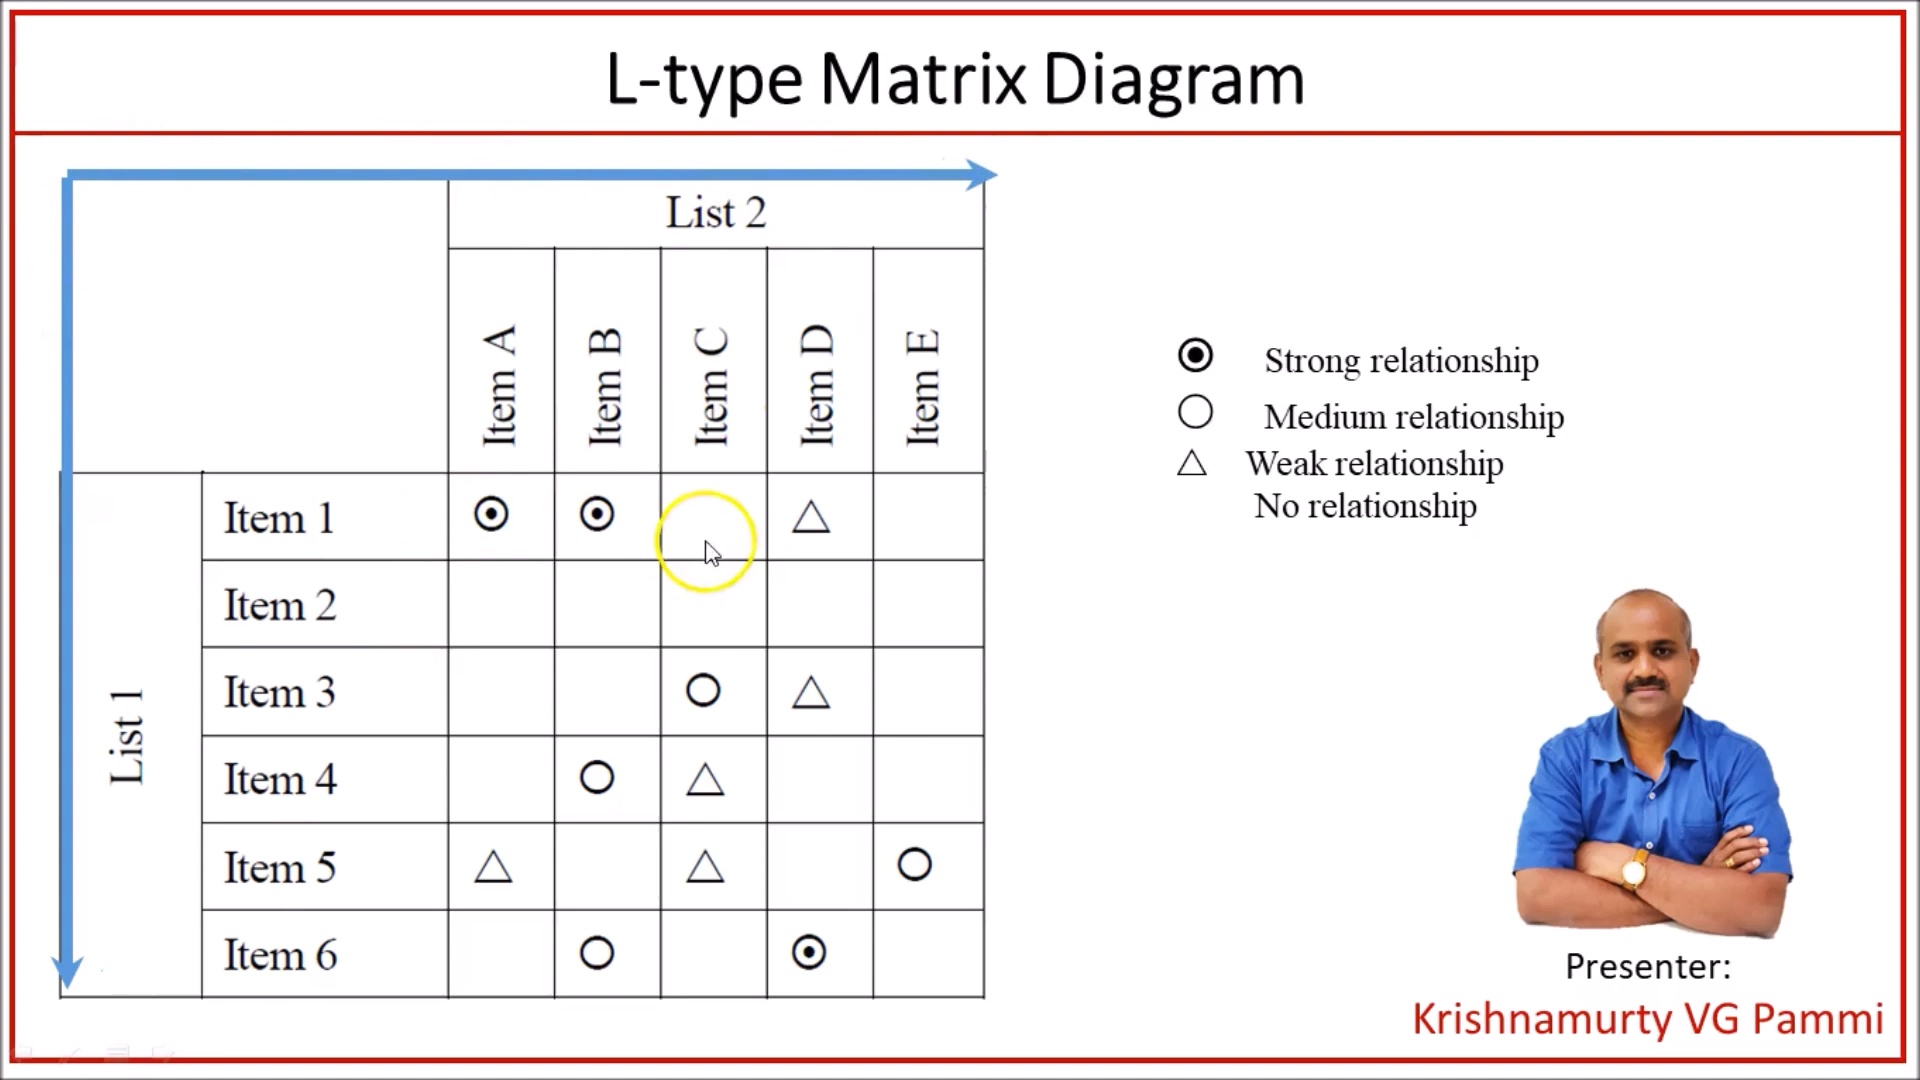 L-type Matrix Diagram
List 2
Item A
Item B
Item C
Item D
Item E
List 1
Item 1
Item 2
Item 3
Item 4
Item 5
Item 6
Strong relationship
Medium relationship
Weak relationship
No relationship
Presenter:
Krishnamurty VG Pammi